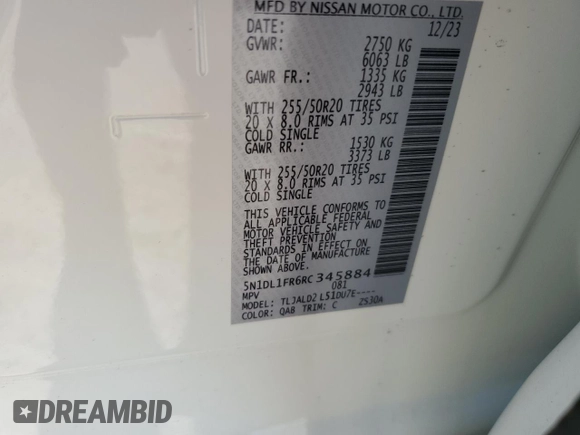 MFD BY NISSAN MOTOR CO., LTD.
DATE: 12/23
GVWR: 2750 KG
6063 LB
GAWR FR.: 1335 KG
2943 LB
WITH 255/50R20 TIRES
20 X 8.0 RIMS AT 35 PSI
COLD SINGLE
GAWR RR.: 1530 KG
3373 LB
WITH 255/50R20 TIRES
20 X 8.0 RIMS AT 35 PSI
COLD SINGLE
THIS VEHICLE CONFORMS TO
ALL APPLICABLE FEDERAL
MOTOR VEHICLE SAFETY AND
THEFT PREVENTION
STANDARDS IN EFFECT ON
THE DATE OF MANUFACTURE
SHOWN ABOVE.
5N1DL1FR6RC345884
MPV 081
MODEL: TLJALD2 L51DU7E----
COLOR: QAB TRIM: C 2S30A
DREAMBID